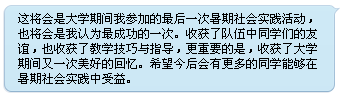 这将会是大学期间我参加的最后一次暑期社会实践活动，
也将会是我认为最成功的一次。收获了队伍中同学们的友
谊，也收获了教学技巧与指导，更重要的是，收获了大学
期间又一次美好的回忆。希望今后会有更多的同学能够在
暑期社会实践中受益。